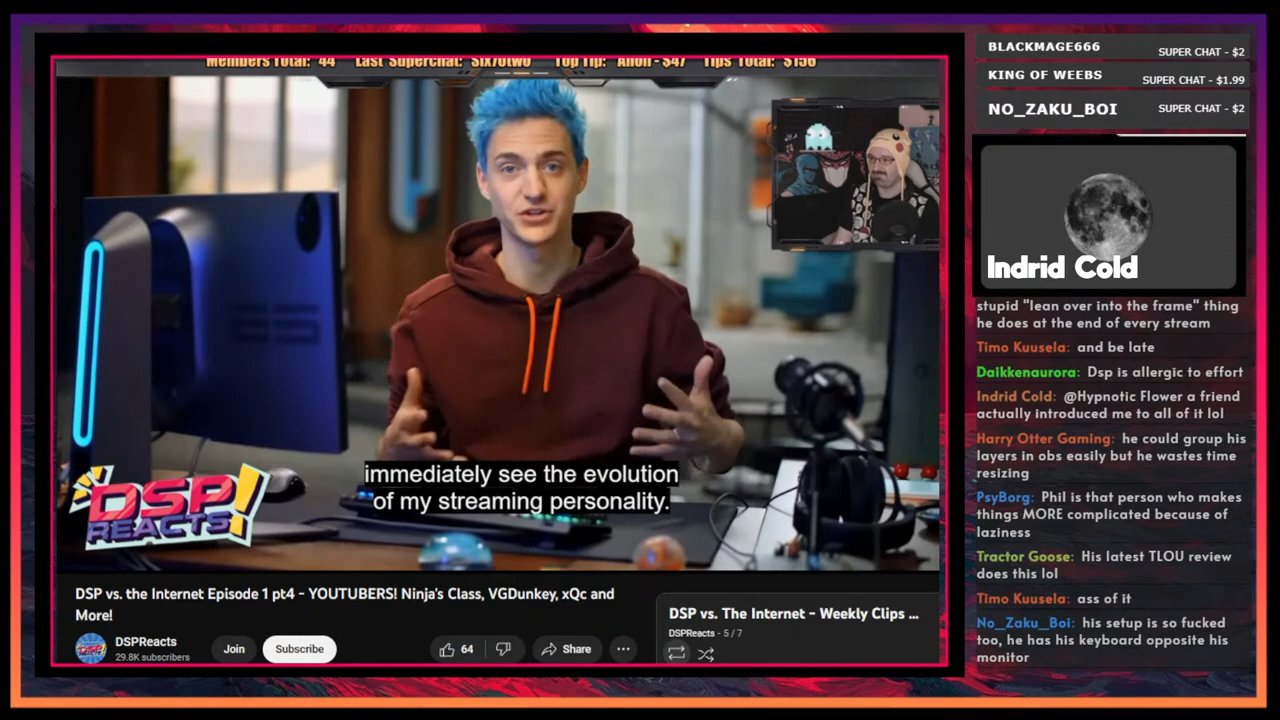 Members Total: 44 Last Superchat: Six7otwo Top Tip: Anon - $47 Tips Total: $156
immediately see the evolution
of my streaming personality.
DSP
REACTS!
DSP vs. the Internet Episode 1 pt4 - YOUTUBERS! Ninja's Class, VGDunkey, xQc and
More!
DSPReacts
29.8K subscribers
Join
Subscribe
64
Share
DSP vs. The Internet - Weekly Clips ...
DSPReacts - 5 / 7
BLACKMAGE666 SUPER CHAT - $2
KING OF WEEBS SUPER CHAT - $1.99
NO_ZAKU_BOI SUPER CHAT - $2
Indrid Cold
stupid "lean over into the frame" thing
he does at the end of every stream
Timo Kuusela: and be late
Daikkenaurora: Dsp is allergic to effort
Indrid Cold: @Hypnotic Flower a friend
actually introduced me to all of it lol
Harry Otter Gaming: he could group his
layers in obs easily but he wastes time
resizing
PsyBorg: Phil is that person who makes
things MORE complicated because of
laziness
Tractor Goose: His latest TLOU review
does this lol
Timo Kuusela: ass of it
No_Zaku_Boi: his setup is so fucked
too, he has his keyboard opposite his
monitor